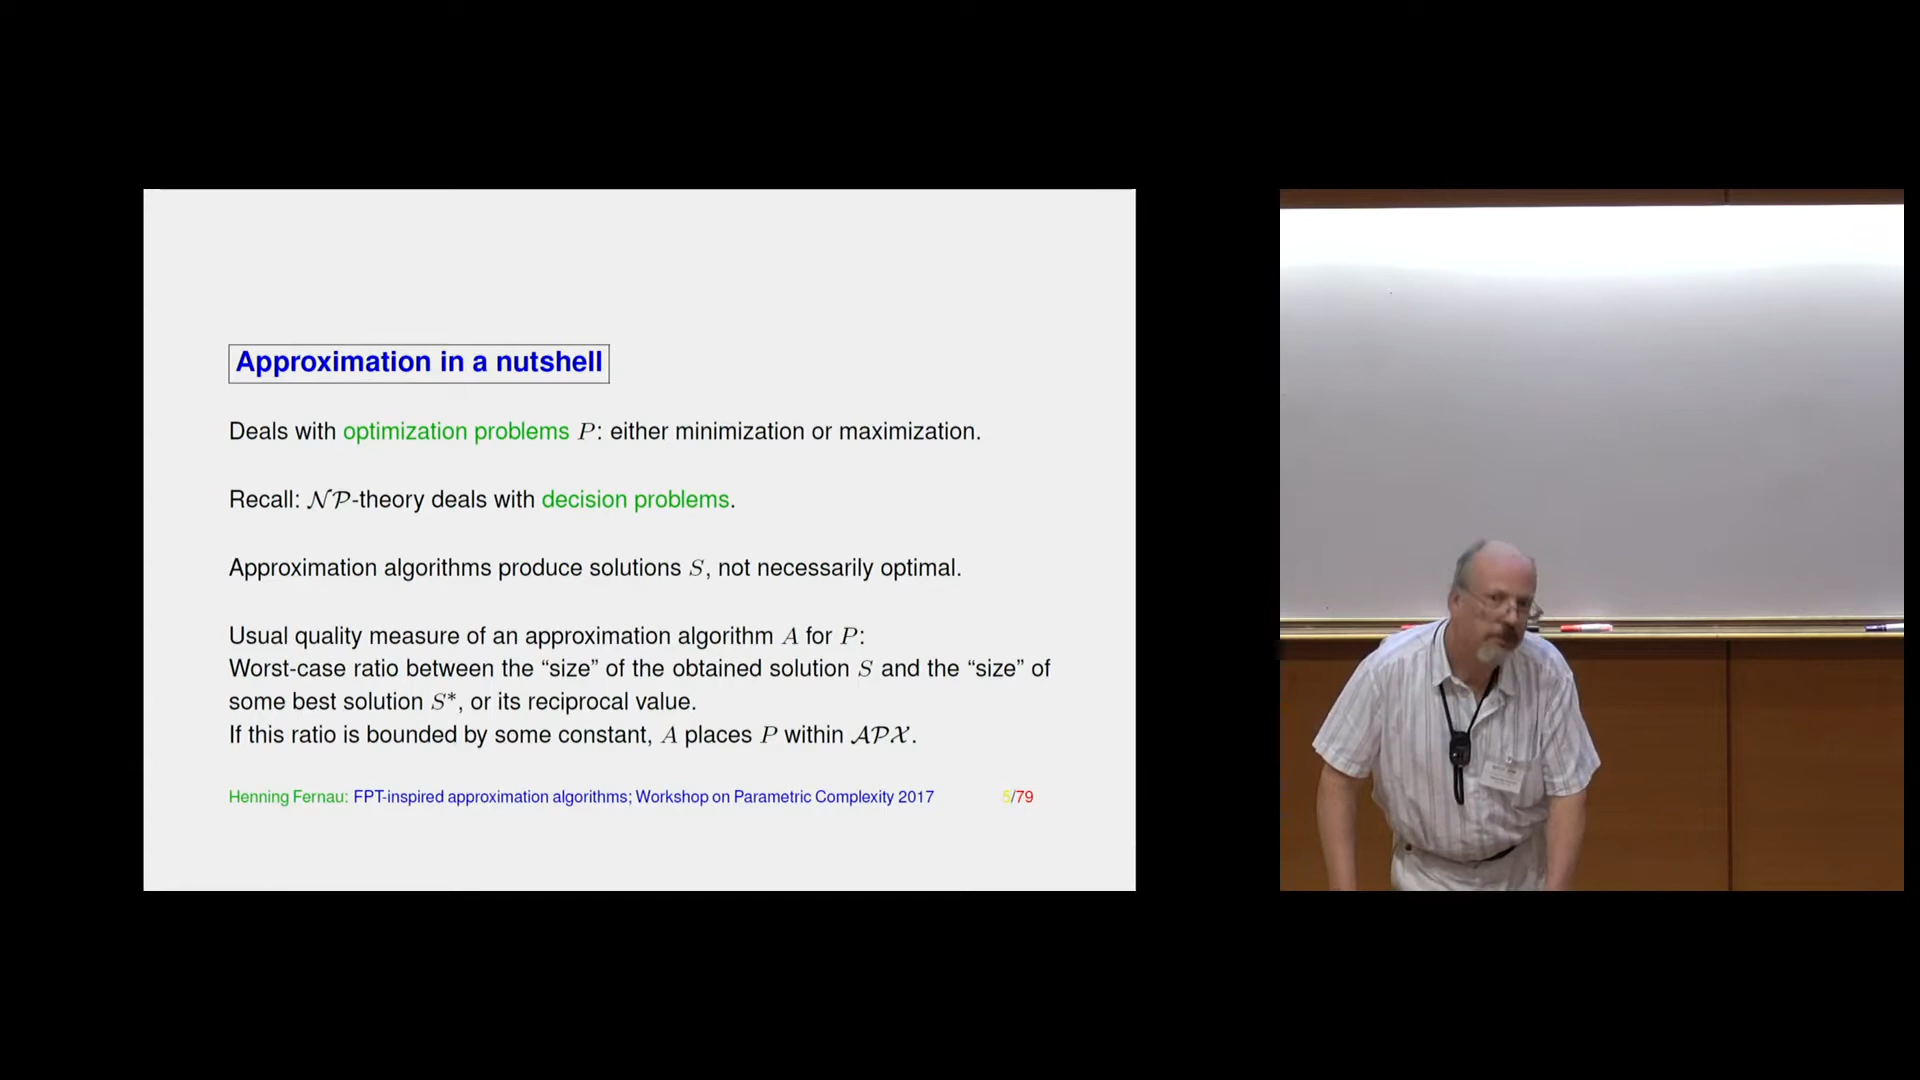 Approximation in a nutshell
Deals with optimization problems P: either minimization or maximization.
Recall: 𝒩𝒫-theory deals with decision problems.
Approximation algorithms produce solutions S, not necessarily optimal.
Usual quality measure of an approximation algorithm A for P:
Worst-case ratio between the “size” of the obtained solution S and the “size” of
some best solution S*, or its reciprocal value.
If this ratio is bounded by some constant, A places P within 𝒜𝒫𝒳.
Henning Fernau: FPT-inspired approximation algorithms; Workshop on Parametric Complexity 2017 5/79